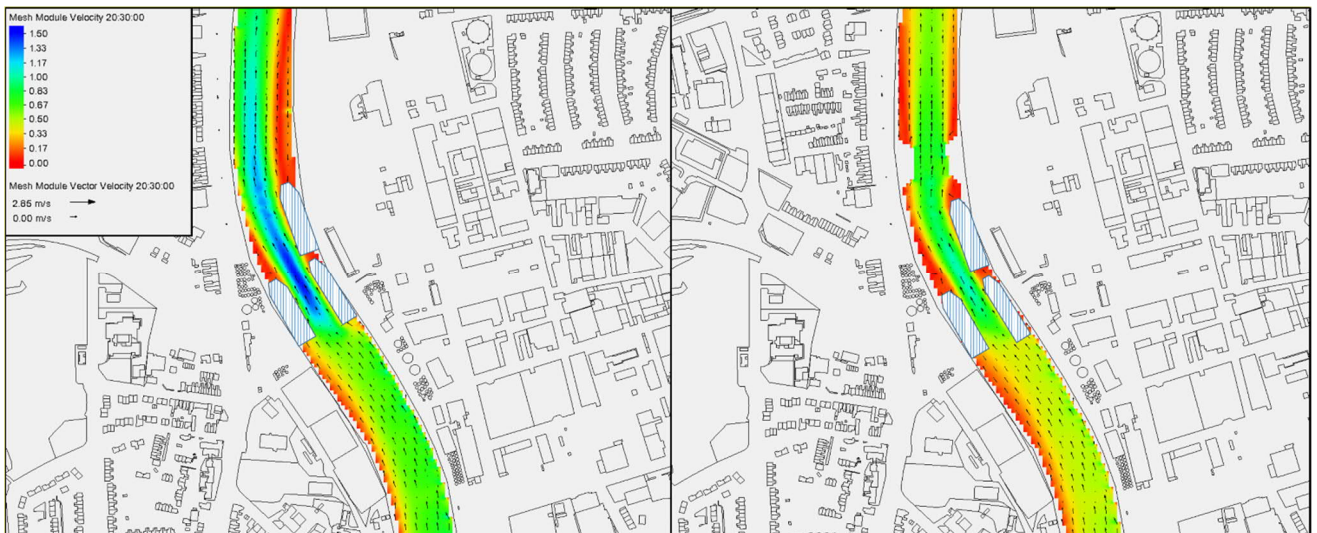 Mesh Module Velocity 20:30:00
1.50
1.33
1.17
1.00
0.83
0.67
0.50
0.33
0.17
0.00
Mesh Module Vector Velocity 20:30:00
2.85 m/s
0.00 m/s